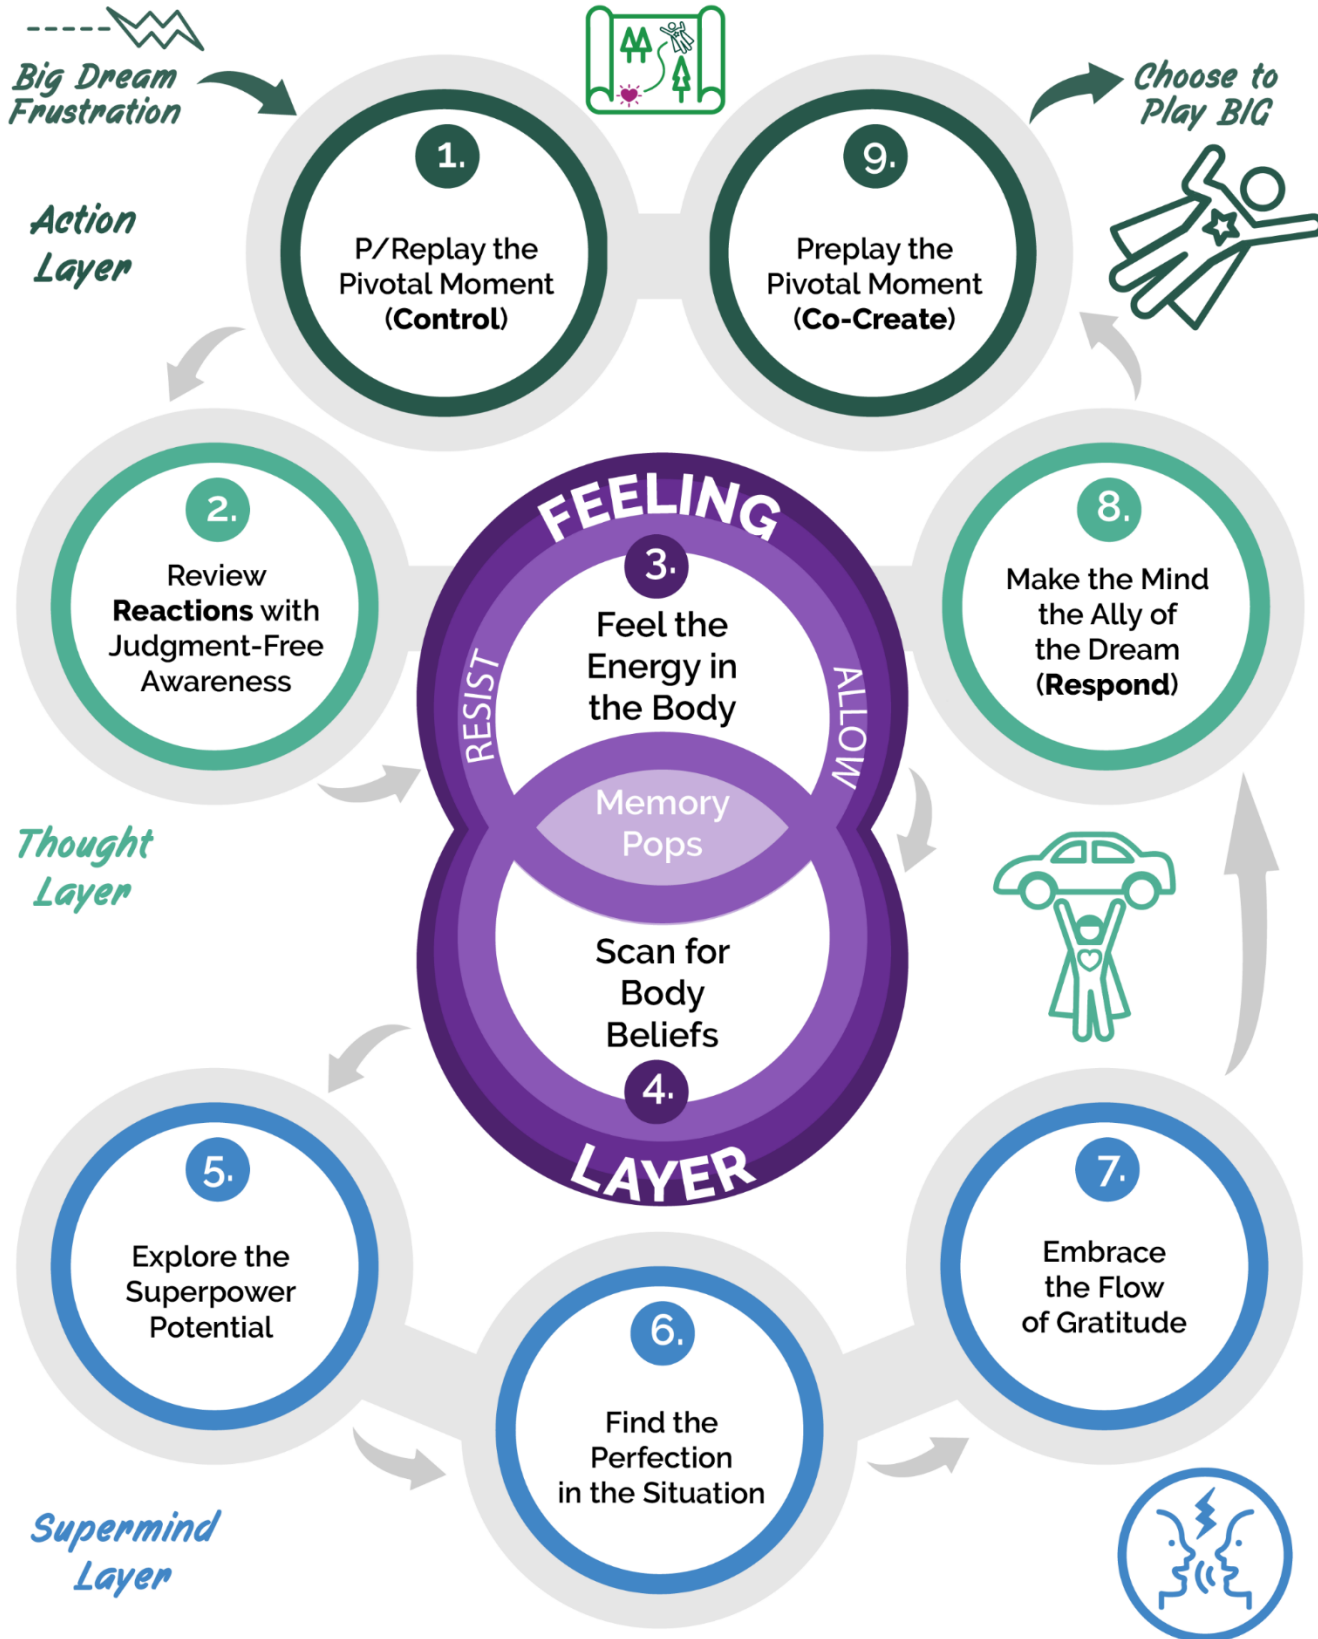 Big Dream
Frustration
Choose to
Play BIG
Action
Layer
1.
P/Replay the
Pivotal Moment
(Control)
9.
Preplay the
Pivotal Moment
(Co-Create)
2.
Review
Reactions with
Judgment-Free
Awareness
FEELING
3.
Feel the
Energy in
the Body
RESIST
ALLOW
Memory
Pops
Scan for
Body
Beliefs
4.
LAYER
8.
Make the Mind
the Ally of
the Dream
(Respond)
Thought
Layer
5.
Explore the
Superpower
Potential
6.
Find the
Perfection
in the Situation
7.
Embrace
the Flow
of Gratitude
Supermind
Layer